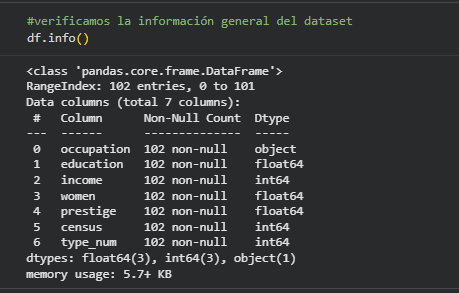 #verificamos la información general del dataset
df.info()
<class 'pandas.core.frame.DataFrame'>
RangeIndex: 102 entries, 0 to 101
Data columns (total 7 columns):
 #   Column      Non-Null Count  Dtype
---  ------      --------------  -----
 0   occupation  102 non-null    object
 1   education   102 non-null    float64
 2   income      102 non-null    int64
 3   women       102 non-null    float64
 4   prestige    102 non-null    float64
 5   census      102 non-null    int64
 6   type_num    102 non-null    int64
dtypes: float64(3), int64(3), object(1)
memory usage: 5.7+ KB